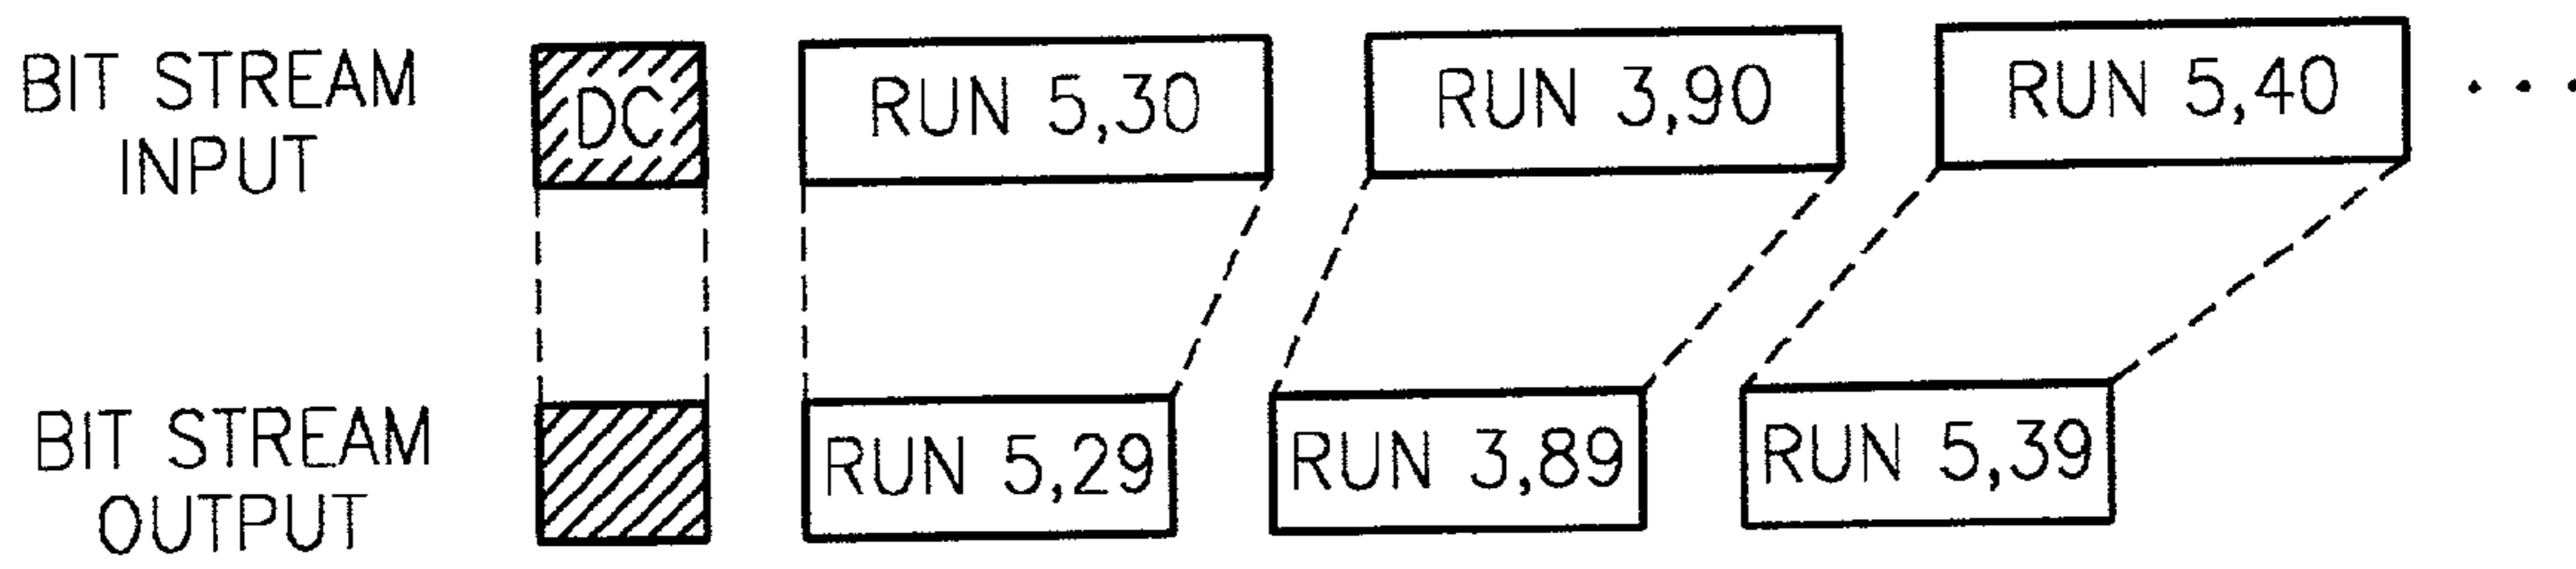 BIT STREAM
INPUT
DC
RUN 5,30
RUN 3,90
RUN 5,40
. . .
BIT STREAM
OUTPUT
RUN 5,29
RUN 3,89
RUN 5,39